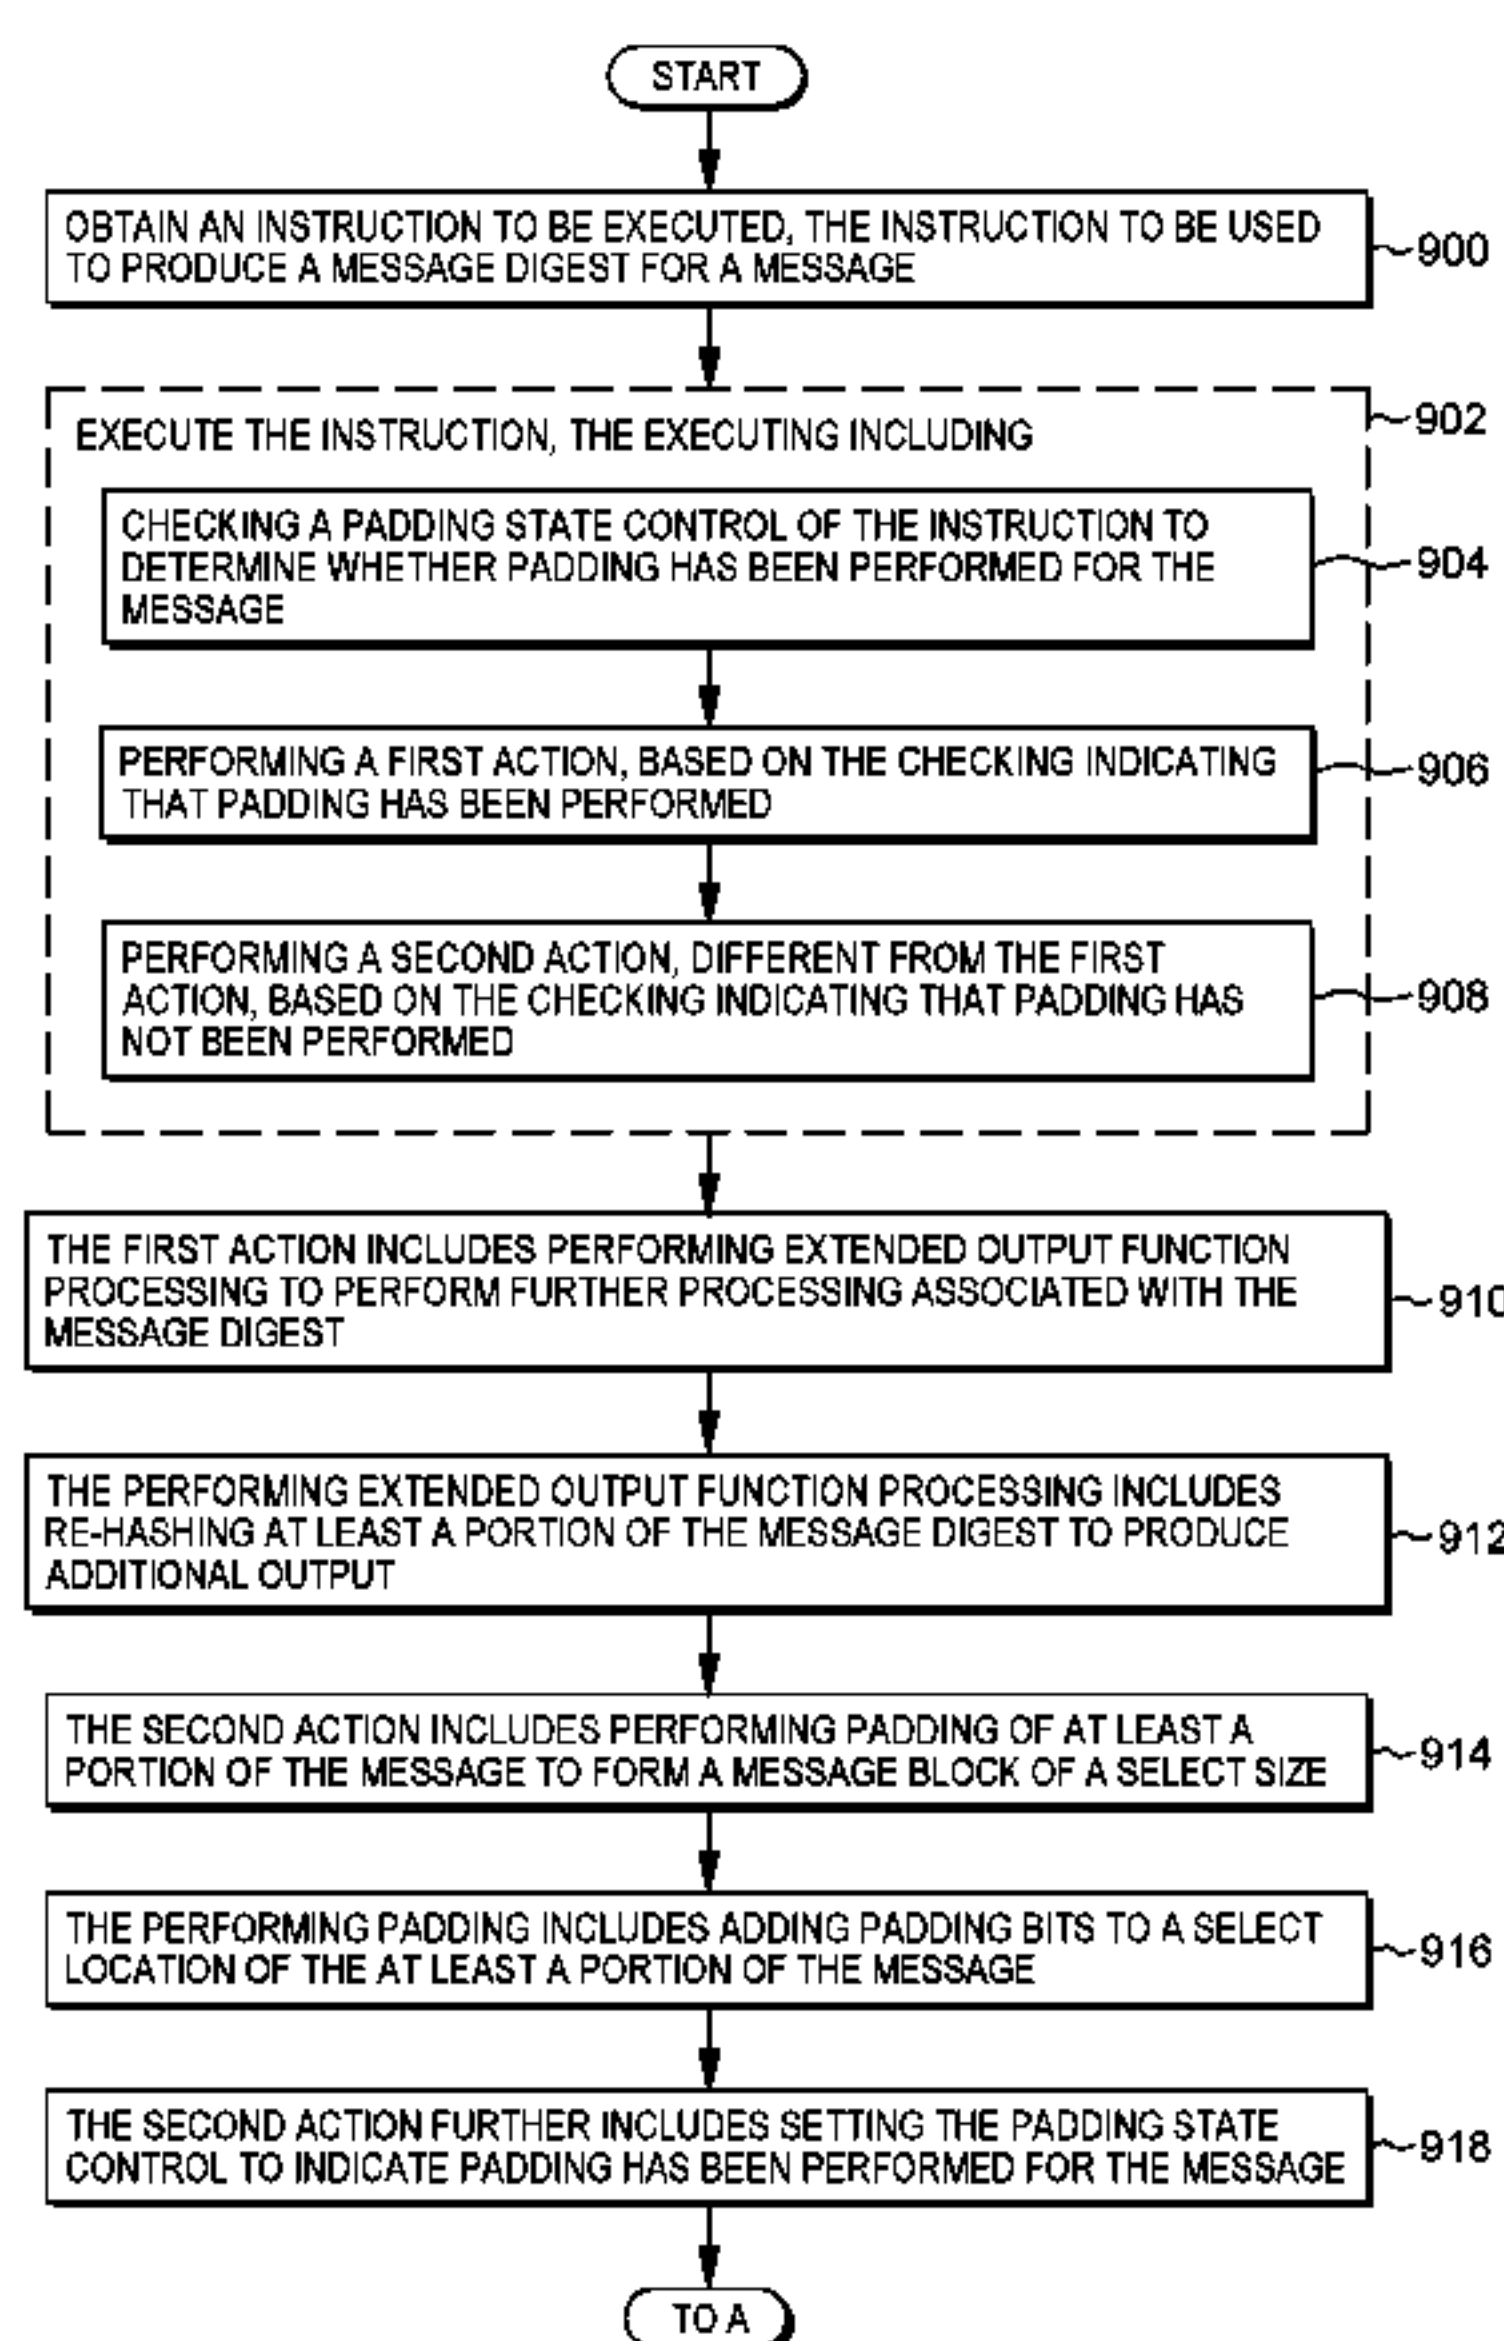 START
OBTAIN AN INSTRUCTION TO BE EXECUTED, THE INSTRUCTION TO BE USED
TO PRODUCE A MESSAGE DIGEST FOR A MESSAGE
900
EXECUTE THE INSTRUCTION, THE EXECUTING INCLUDING
902
CHECKING A PADDING STATE CONTROL OF THE INSTRUCTION TO
DETERMINE WHETHER PADDING HAS BEEN PERFORMED FOR THE
MESSAGE
904
PERFORMING A FIRST ACTION, BASED ON THE CHECKING INDICATING
THAT PADDING HAS BEEN PERFORMED
906
PERFORMING A SECOND ACTION, DIFFERENT FROM THE FIRST
ACTION, BASED ON THE CHECKING INDICATING THAT PADDING HAS
NOT BEEN PERFORMED
908
THE FIRST ACTION INCLUDES PERFORMING EXTENDED OUTPUT FUNCTION
PROCESSING TO PERFORM FURTHER PROCESSING ASSOCIATED WITH THE
MESSAGE DIGEST
910
THE PERFORMING EXTENDED OUTPUT FUNCTION PROCESSING INCLUDES
RE-HASHING AT LEAST A PORTION OF THE MESSAGE DIGEST TO PRODUCE
ADDITIONAL OUTPUT
912
THE SECOND ACTION INCLUDES PERFORMING PADDING OF AT LEAST A
PORTION OF THE MESSAGE TO FORM A MESSAGE BLOCK OF A SELECT SIZE
914
THE PERFORMING PADDING INCLUDES ADDING PADDING BITS TO A SELECT
LOCATION OF THE AT LEAST A PORTION OF THE MESSAGE
916
THE SECOND ACTION FURTHER INCLUDES SETTING THE PADDING STATE
CONTROL TO INDICATE PADDING HAS BEEN PERFORMED FOR THE MESSAGE
918
TO A